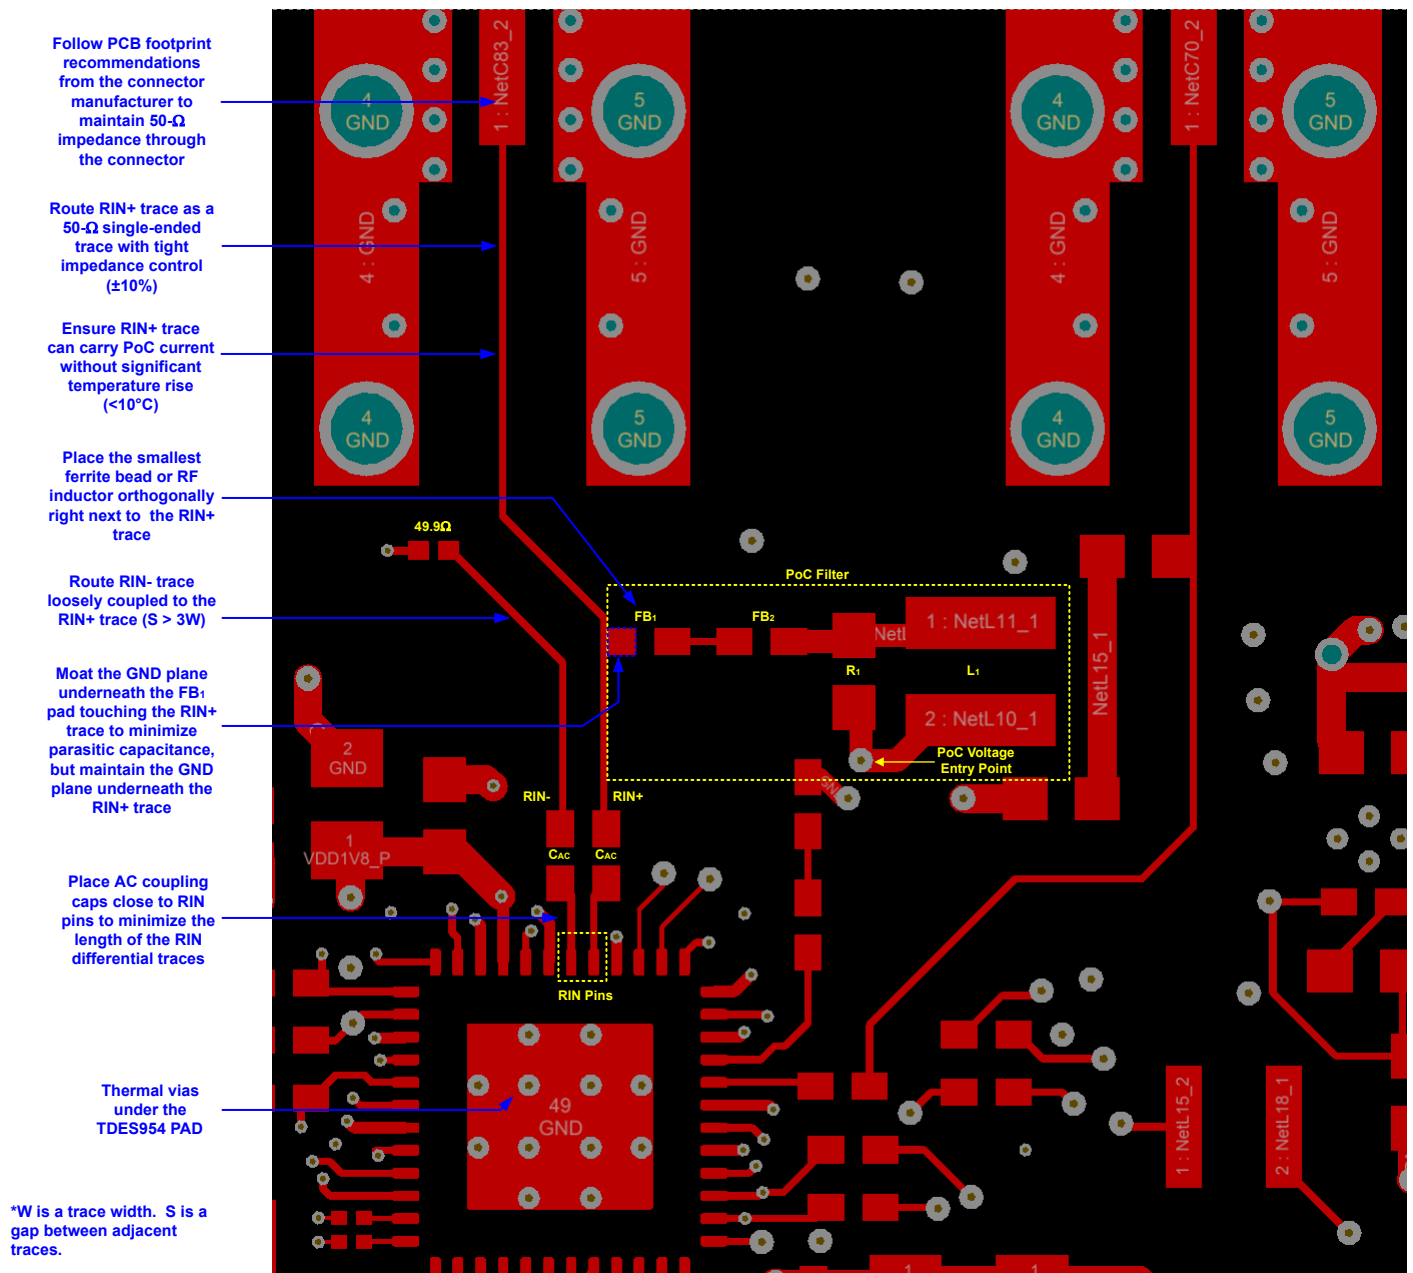 Follow PCB footprint
recommendations
from the connector
manufacturer to
maintain 50-Ω
impedance through
the connector
Route RIN+ trace as a
50-Ω single-ended
trace with tight
impedance control
(±10%)
Ensure RIN+ trace
can carry PoC current
without significant
temperature rise
(<10°C)
Place the smallest
ferrite bead or RF
inductor orthogonally
right next to the RIN+
trace
Route RIN- trace
loosely coupled to the
RIN+ trace (S > 3W)
Moat the GND plane
underneath the FB1
pad touching the RIN+
trace to minimize
parasitic capacitance,
but maintain the GND
plane underneath the
RIN+ trace
Place AC coupling
caps close to RIN
pins to minimize the
length of the RIN
differential traces
Thermal vias
under the
TDES954 PAD
*W is a trace width. S is a
gap between adjacent
traces.
4
GND
1 : NetC83_2
5
GND
4
GND
1 : NetC70_2
5
GND
4 : GND
5 : GND
4 : GND
5 : GND
4
GND
5
GND
4
GND
5
GND
49.9Ω
PoC Filter
FB1
FB2
NetL
1 : NetL11_1
R1
L1
NetL15_1
2 : NetL10_1
PoC Voltage
Entry Point
2
GND
RIN-
RIN+
1
VDD1V8_P
CAC
CAC
RIN Pins
49
GND
1 : NetL15_2
2 : NetL18_1
1
1